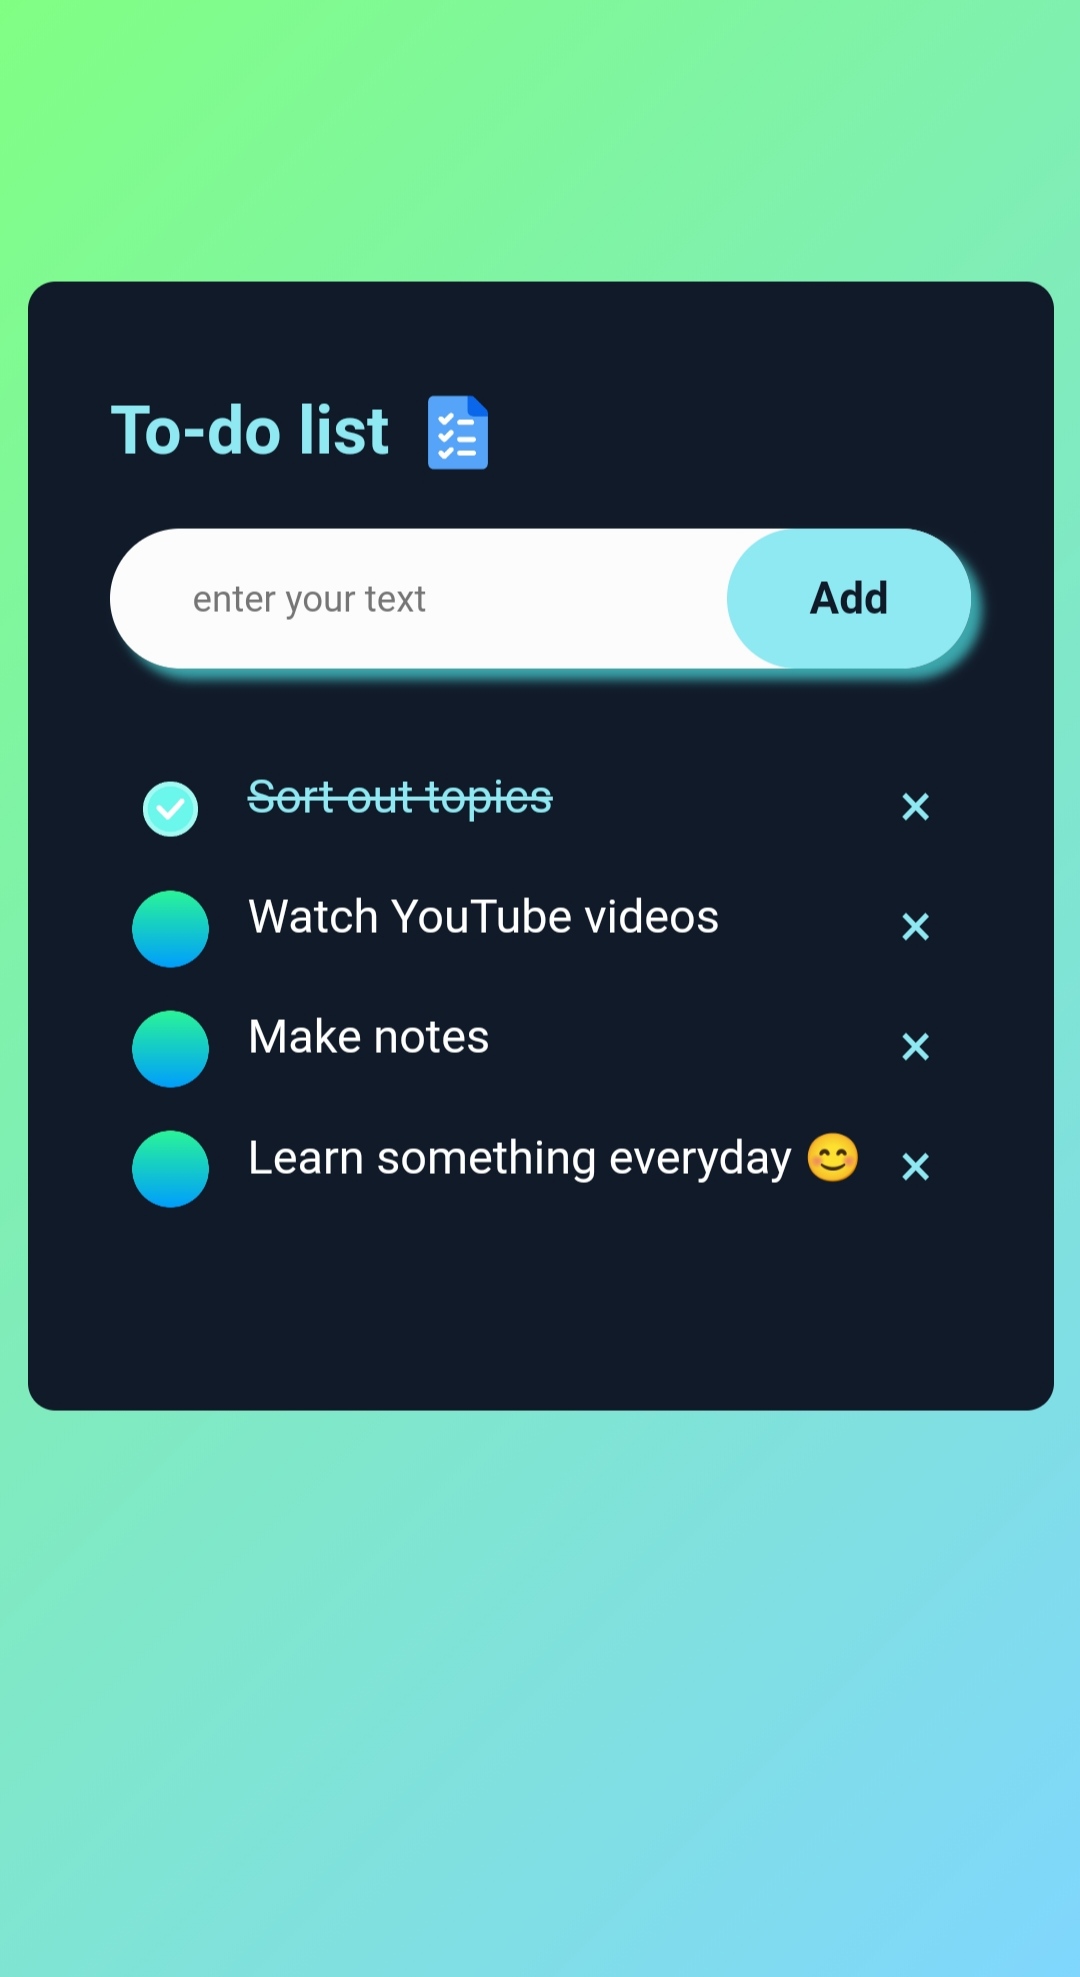 To-do list
enter your text
Add
Sort out topics
Watch YouTube videos
Make notes
Learn something everyday 😊